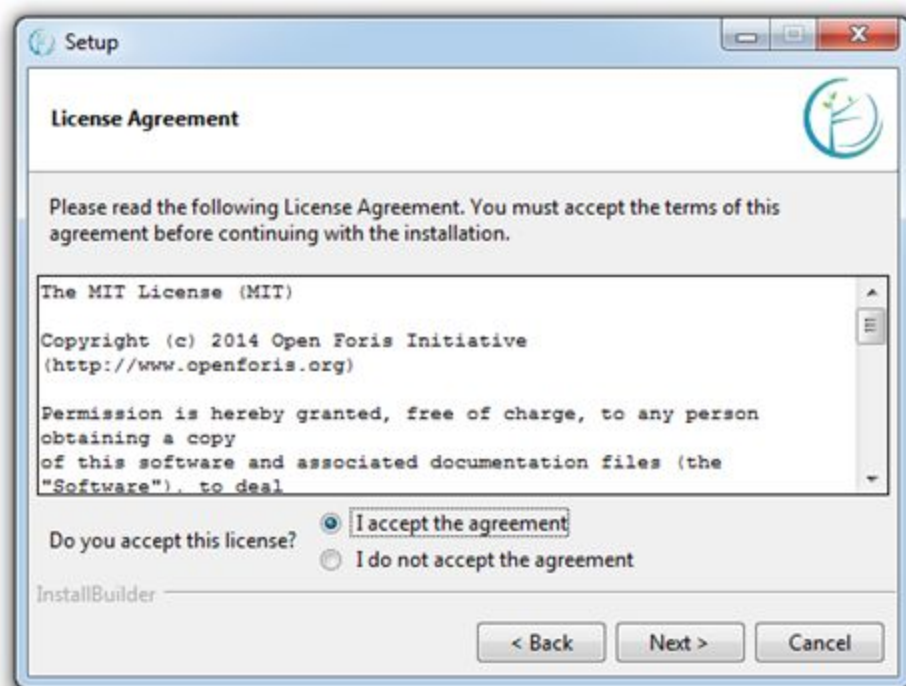 Setup
License Agreement
Please read the following License Agreement. You must accept the terms of this
agreement before continuing with the installation.
The MIT License (MIT)
Copyright (c) 2014 Open Foris Initiative
(http://www.openforis.org)
Permission is hereby granted, free of charge, to any person
obtaining a copy
of this software and associated documentation files (the
"Software"), to deal
Do you accept this license?
I accept the agreement
I do not accept the agreement
InstallBuilder
< Back
Next >
Cancel